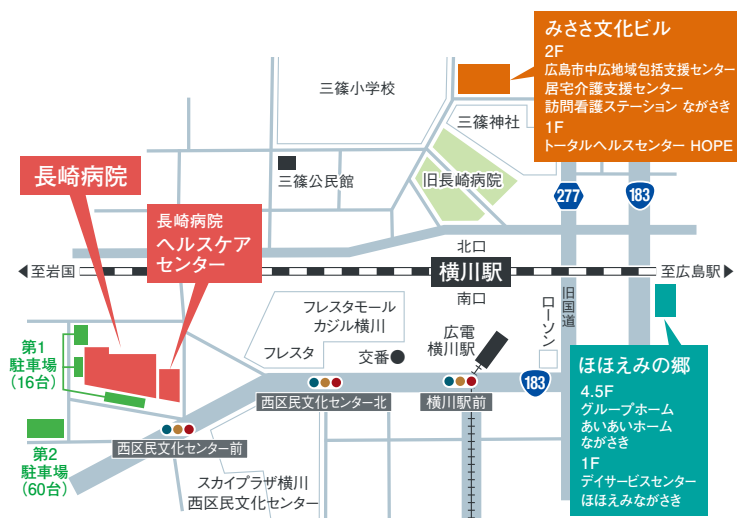 みささ文化ビル
2F
広島市中広地域包括支援センター
居宅介護支援センター
訪問看護ステーション ながさき
1F
トータルヘルスセンター HOPE
三篠小学校
三篠神社
三篠公民館
旧長崎病院
長崎病院
長崎病院
ヘルスケア
センター
277
183
北口
◀至岩国
横川駅
至広島駅▶
南口
旧国道
ローソン
フレスタモール
カジル横川
フレスタ
交番
広電
横川駅
183
第1
駐車場
(16台)
西区民文化センター北
横川駅前
西区民文化センター前
第2
駐車場
(60台)
スカイプラザ横川
西区民文化センター
ほほえみの郷
4.5F
グループホーム
あいあいホーム
ながさき
1F
デイサービスセンター
ほほえみながさき